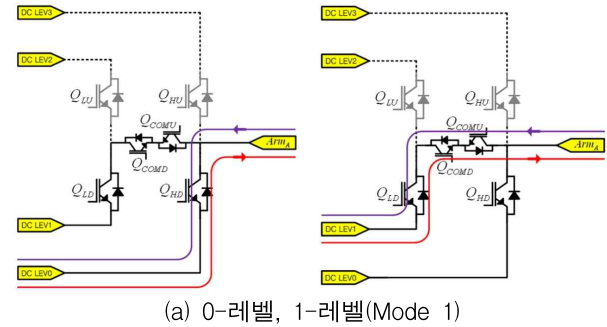 DC LEV3
DC LEV3
DC LEV2
DC LEV2
Q_LU
Q_HU
Q_LU
Q_HU
Q_COMU
Q_COMU
Arm_A
Arm_A
Q_COMD
Q_COMD
Q_LD
Q_HD
Q_LD
Q_HD
DC LEV1
DC LEV1
DC LEV0
DC LEV0
(a) 0-레벨, 1-레벨(Mode 1)